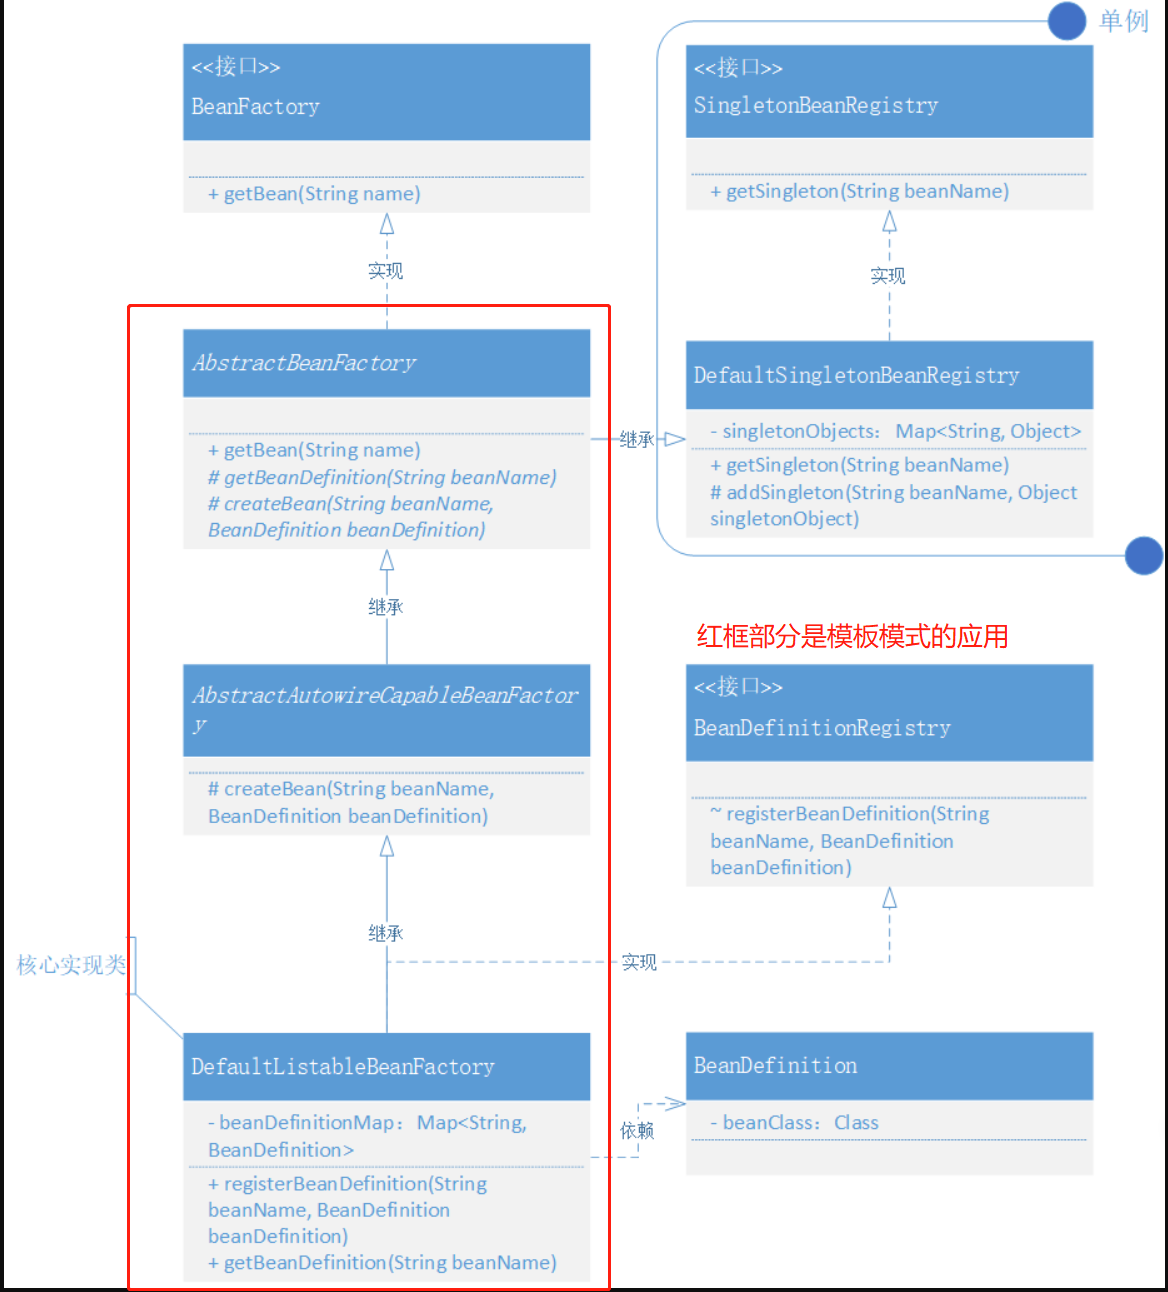 单例
<<接口>>
BeanFactory
+ getBean(String name)
<<接口>>
SingletonBeanRegistry
+ getSingleton(String beanName)
实现
实现
AbstractBeanFactory
+ getBean(String name)
# getBeanDefinition(String beanName)
# createBean(String beanName,
BeanDefinition beanDefinition)
继承
DefaultSingletonBeanRegistry
- singletonObjects：Map<String, Object>
+ getSingleton(String beanName)
# addSingleton(String beanName, Object
singletonObject)
继承
红框部分是模板模式的应用
AbstractAutowireCapableBeanFactor
y
# createBean(String beanName,
BeanDefinition beanDefinition)
<<接口>>
BeanDefinitionRegistry
~ registerBeanDefinition(String
beanName, BeanDefinition
beanDefinition)
继承
实现
核心实现类
DefaultListableBeanFactory
- beanDefinitionMap：Map<String,
BeanDefinition>
+ registerBeanDefinition(String
beanName, BeanDefinition
beanDefinition)
+ getBeanDefinition(String beanName)
依赖
BeanDefinition
- beanClass：Class